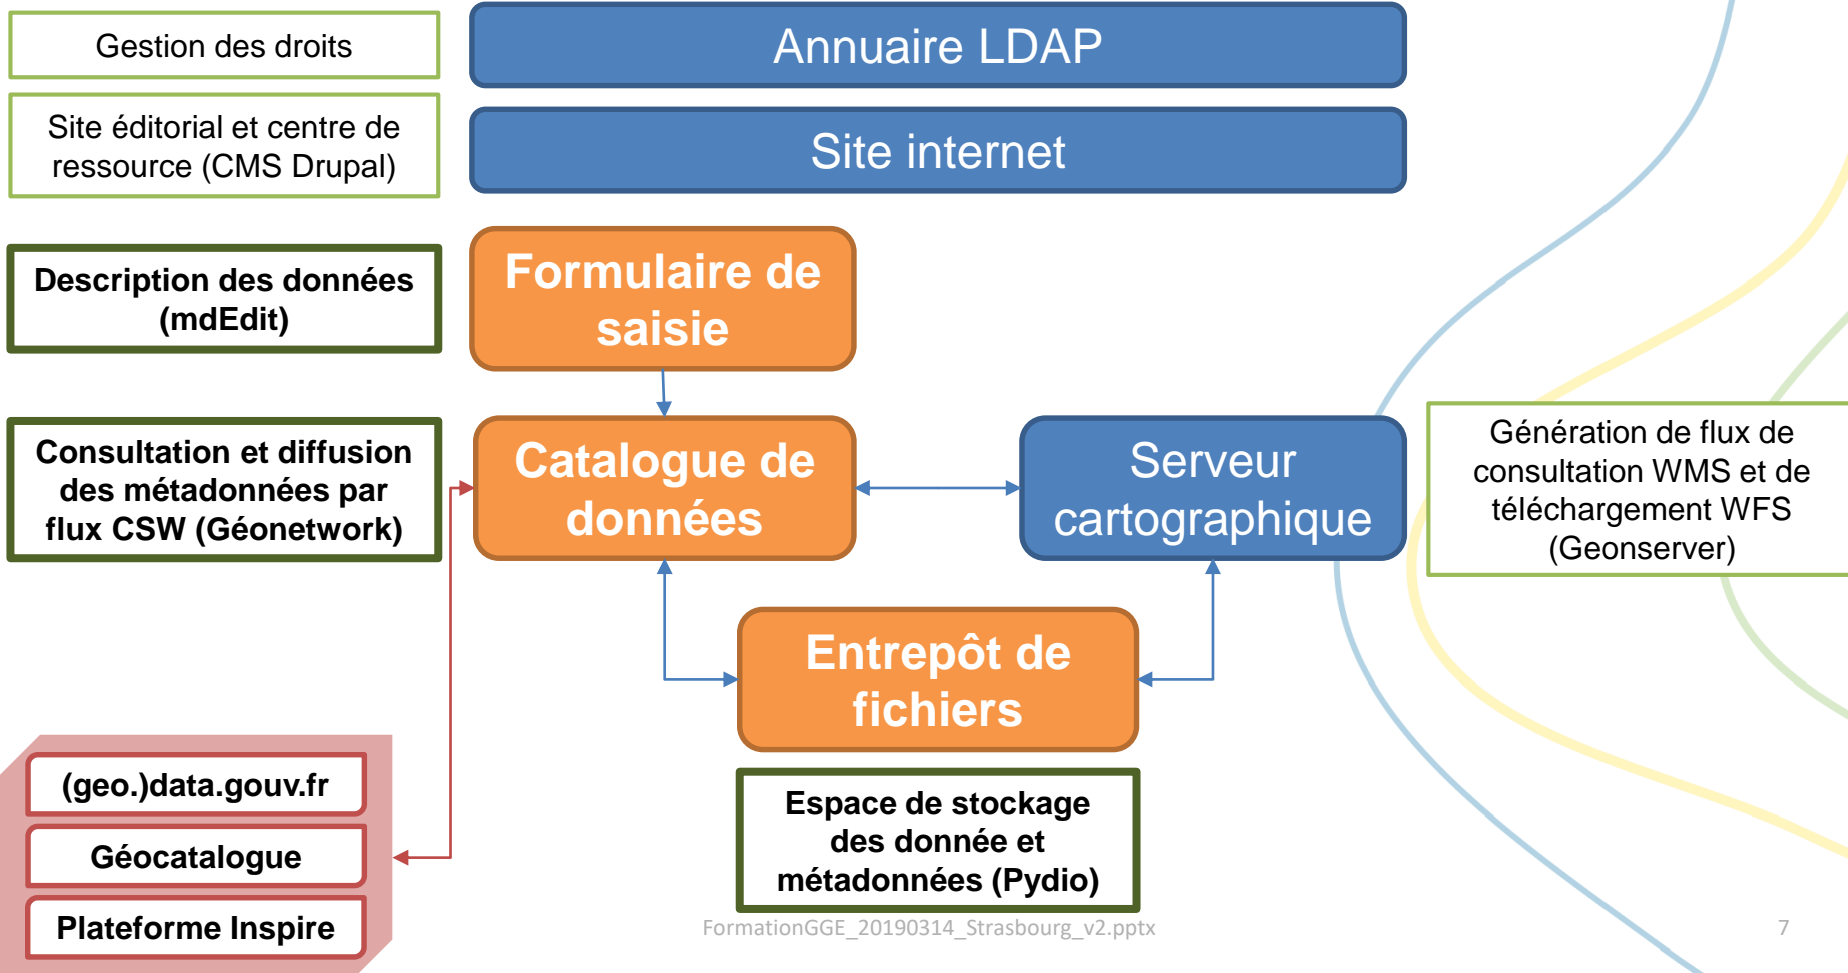 Gestion des droits
Annuaire LDAP
Site éditorial et centre de
ressource (CMS Drupal)
Site internet
Description des données
(mdEdit)
Formulaire de
saisie
Consultation et diffusion
des métadonnées par
flux CSW (Géonetwork)
Catalogue de
données
Serveur
cartographique
Génération de flux de
consultation WMS et de
téléchargement WFS
(Geonserver)
Entrepôt de
fichiers
(geo.)data.gouv.fr
Géocatalogue
Plateforme Inspire
Espace de stockage
des donnée et
métadonnées (Pydio)
FormationGGE_20190314_Strasbourg_v2.pptx
7